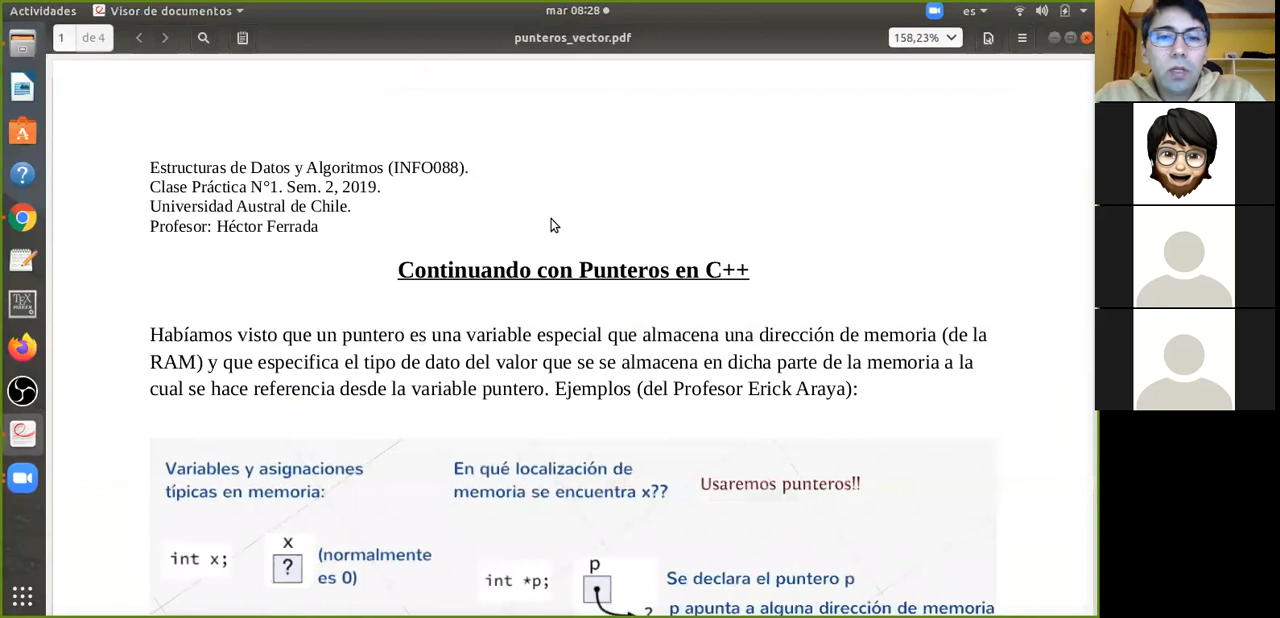 Actividades
Visor de documentos
mar 08:28
es
1
de 4
punteros_vector.pdf
158,23%
Estructuras de Datos y Algoritmos (INFO088).
Clase Práctica N°1. Sem. 2, 2019.
Universidad Austral de Chile.
Profesor: Héctor Ferrada
Continuando con Punteros en C++
Habíamos visto que un puntero es una variable especial que almacena una dirección de memoria (de la
RAM) y que especifica el tipo de dato del valor que se se almacena en dicha parte de la memoria a la
cual se hace referencia desde la variable puntero. Ejemplos (del Profesor Erick Araya):
Variables y asignaciones
típicas en memoria:
En qué localización de
memoria se encuentra x??
Usaremos punteros!!
int x;
x
?
(normalmente
es 0)
int *p;
p
?
Se declara el puntero p
p apunta a alguna dirección de memoria